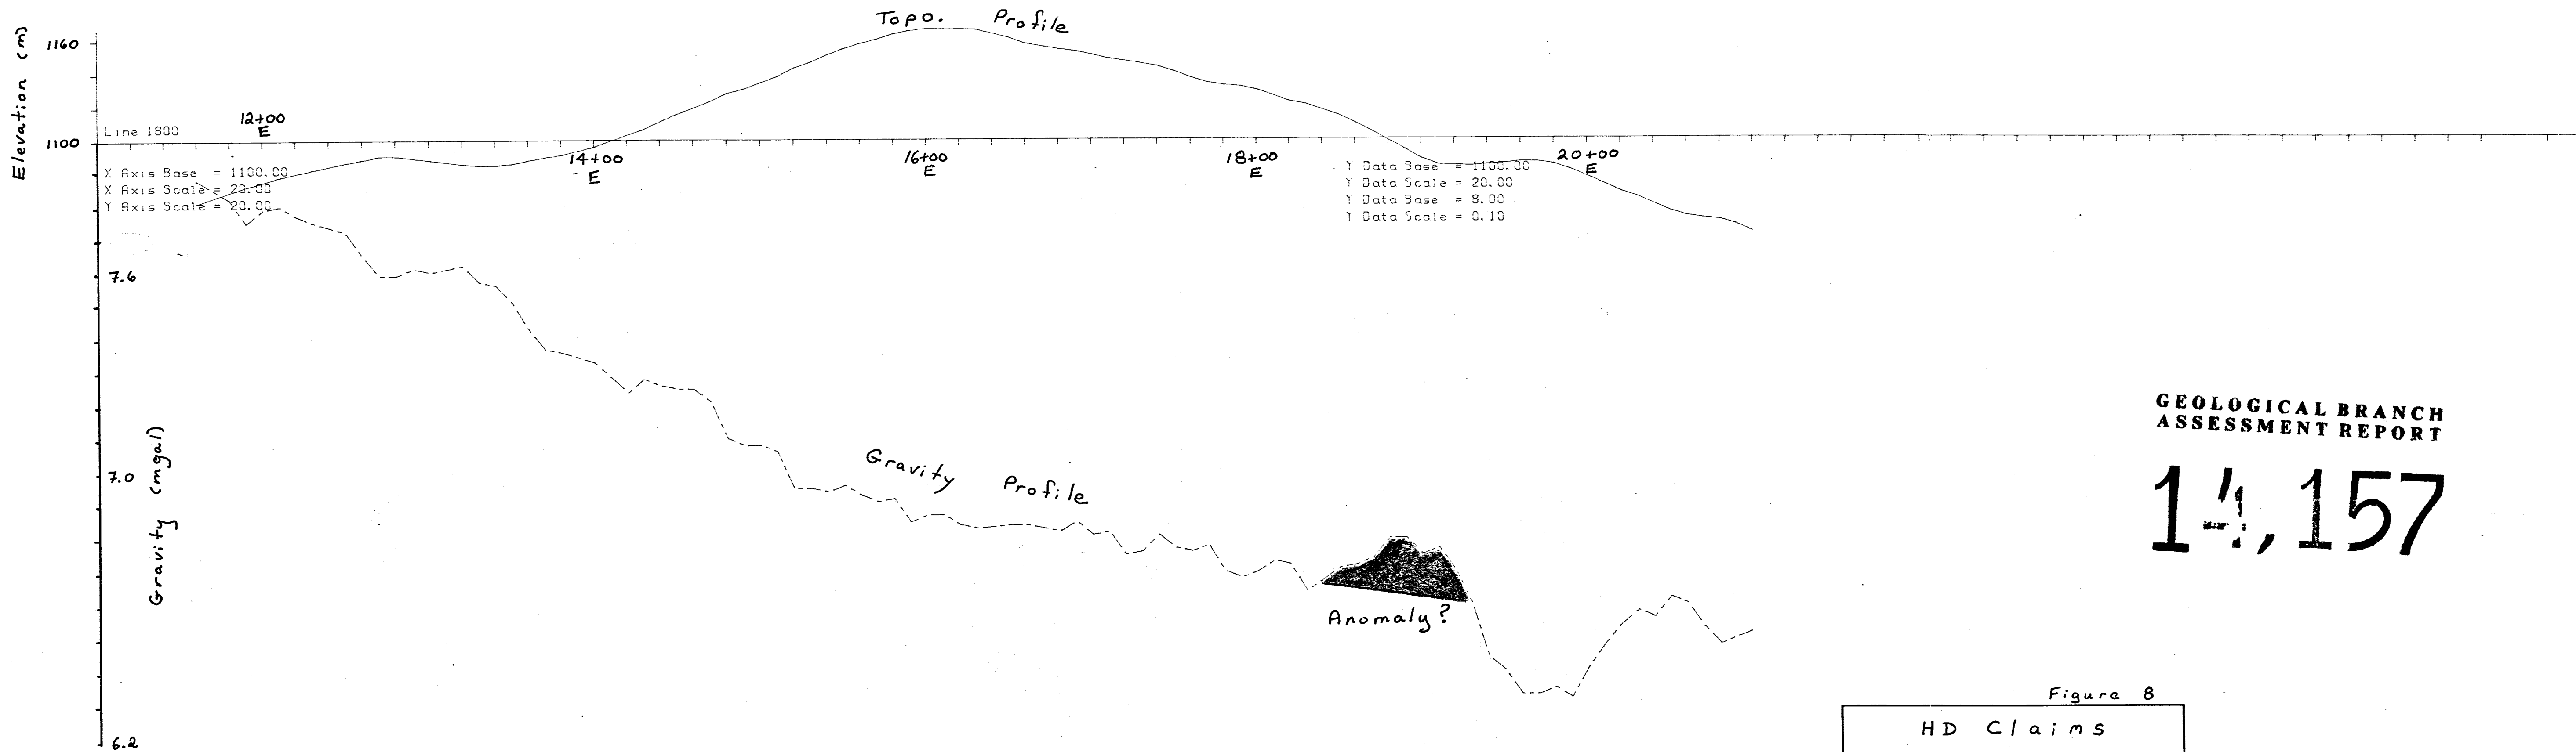 Topo. Profile
Elevation (m)
1160
12+00
E
Line 1800
1100
14+00
E
16+00
E
18+00
E
20+00
E
X Axis Base = 1100.00
X Axis Scale = 20.00
Y Axis Scale = 20.00
Y Data Base = 1100.00
Y Data Scale = 20.00
Y Data Base = 8.00
Y Data Scale = 0.10
7.6
7.0
6.2
Gravity (mgal)
Gravity Profile
Anomaly?
GEOLOGICAL BRANCH
ASSESSMENT REPORT
14,157
Figure 8
HD Claims